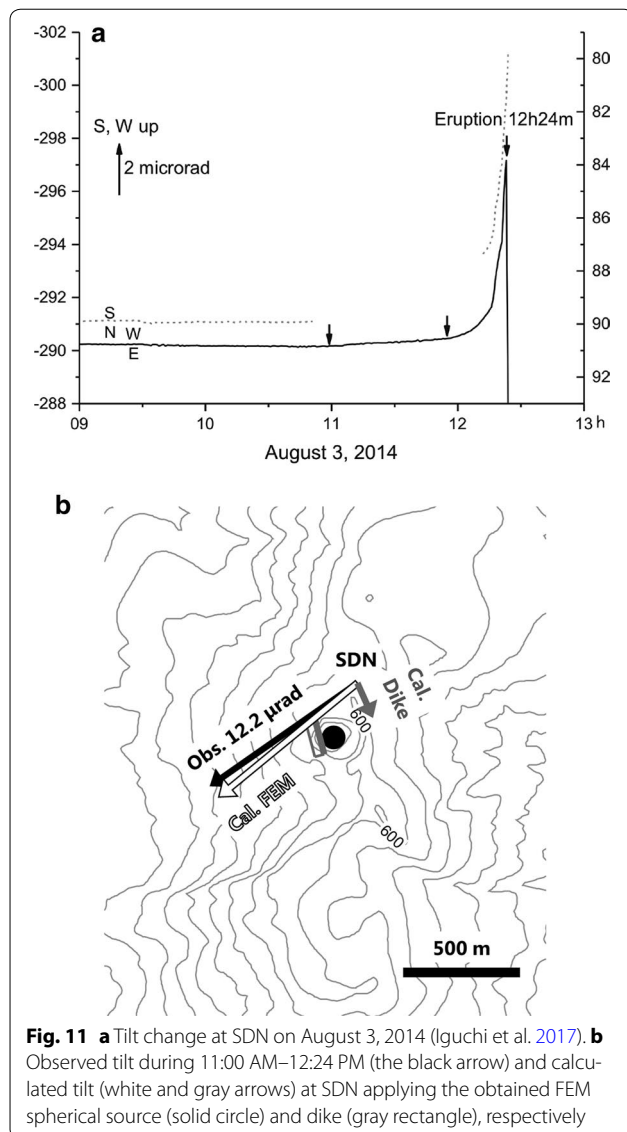 a
-302
-300
-298
-296
-294
-292
-290
-288
80
82
84
86
88
90
92
S, W up
2 microrad
Eruption 12h24m
S
N W
E
09 10 11 12 13 h
August 3, 2014
b
SDN
Cal.
Dike
600
Obs. 12.2 µrad
Cal. FEM
600
500 m
Fig. 11 a Tilt change at SDN on August 3, 2014 (Iguchi et al. 2017). b
Observed tilt during 11:00 AM–12:24 PM (the black arrow) and calcu-
lated tilt (white and gray arrows) at SDN applying the obtained FEM
spherical source (solid circle) and dike (gray rectangle), respectively